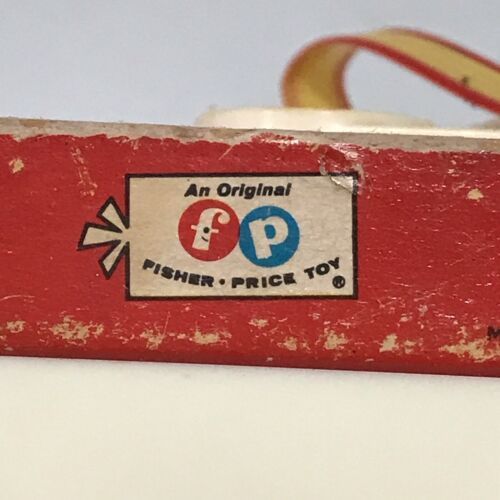 An Original
fp
FISHER • PRICE TOY
®